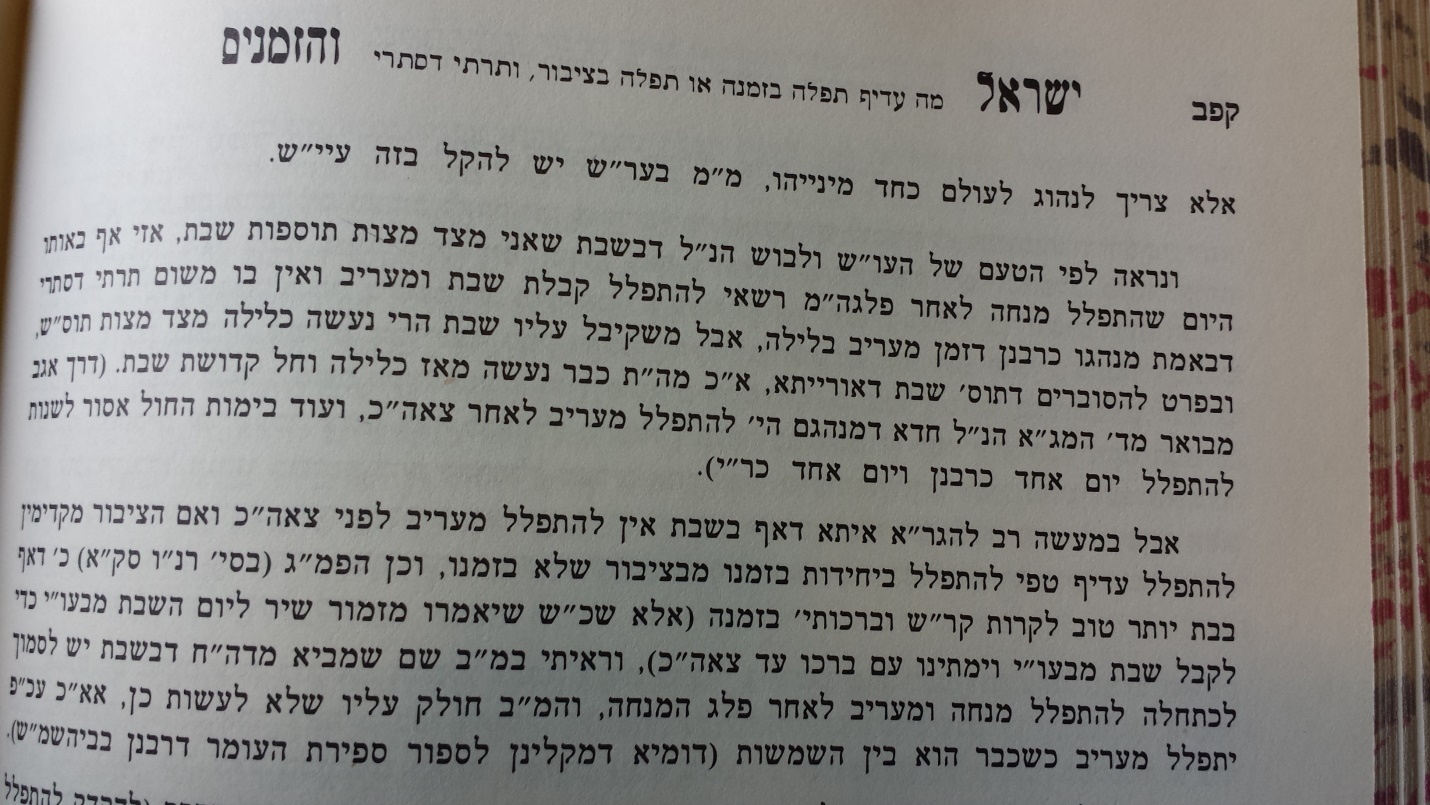 קפב ישראל מה עדיף תפלה בזמנה או תפלה בציבור, ותרתי דסתרי והזמנים
אלא צריך לנהוג לעולם כחד מינייהו, מ״מ בער״ש יש להקל בזה עיי״ש.
ונראה לפי הטעם של העו״ש ולבוש הנ״ל דבשבת שאני מצד מצות תוספות שבת, אזי אף באותו
היום שהתפלל מנחה לאחר פלגה״מ רשאי להתפלל קבלת שבת ומעריב ואין בו משום תרתי דסתרי
דבאמת מנהגו כרבנן דזמן מעריב בלילה, אבל משקיבל עליו שבת הרי נעשה כלילה מצד מצות תוס״ש,
ובפרט להסוברים דתוס׳ שבת דאורייתא, א״כ מה״ת כבר נעשה מאז כלילה וחל קדושת שבת. (דרך אגב
מבואר מד׳ המג״א הנ״ל חדא דמנהגם הי׳ להתפלל מעריב לאחר צאה״כ, ועוד בימות החול אסור לשנות
להתפלל יום אחד כרבנן ויום אחד כר״י).
אבל במעשה רב להגר״א איתא דאף בשבת אין להתפלל מעריב לפני צאה״כ ואם הציבור מקדימין
להתפלל עדיף טפי להתפלל ביחידות בזמנו מבציבור שלא בזמנו, וכן הפמ״ג (בסי׳ רנ״ו סק״א) כ׳ דאף
בבת יותר טוב לקרות קר״ש וברכותי׳ בזמנה (אלא שכ״ש שיאמרו מזמור שיר ליום השבת מבעו״י כדי
לקבל שבת מבעו״י וימתינו עם ברכו עד צאה״כ), וראיתי במ״ב שם שמביא מדה״ח דבשבת יש לסמוך
לכתחלה להתפלל מנחה ומעריב לאחר פלג המנחה, והמ״ב חולק עליו שלא לעשות כן, אא״כ עכ״פ
יתפלל מעריב כשכבר הוא בין השמשות (דומיא דמקלינן לספור ספירת העומר דרבנן בביהשמ״ש).
להתפלל